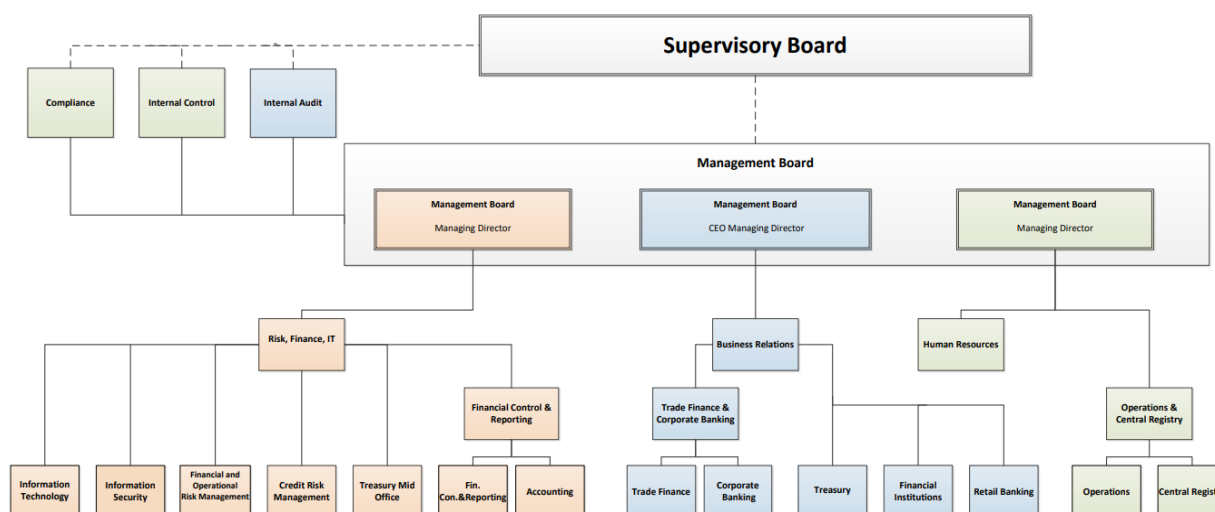 Supervisory Board
Compliance
Internal Control
Internal Audit
Management Board
Management Board
Managing Director
Management Board
CEO Managing Director
Management Board
Managing Director
Risk, Finance, IT
Business Relations
Human Resources
Financial Control &
Reporting
Trade Finance &
Corporate Banking
Operations &
Central Registry
Information
Technology
Information
Security
Financial and
Operational
Risk Management
Credit Risk
Management
Treasury Mid
Office
Fin.
Con.&Reporting
Accounting
Trade Finance
Corporate
Banking
Treasury
Financial
Institutions
Retail Banking
Operations
Central Regist